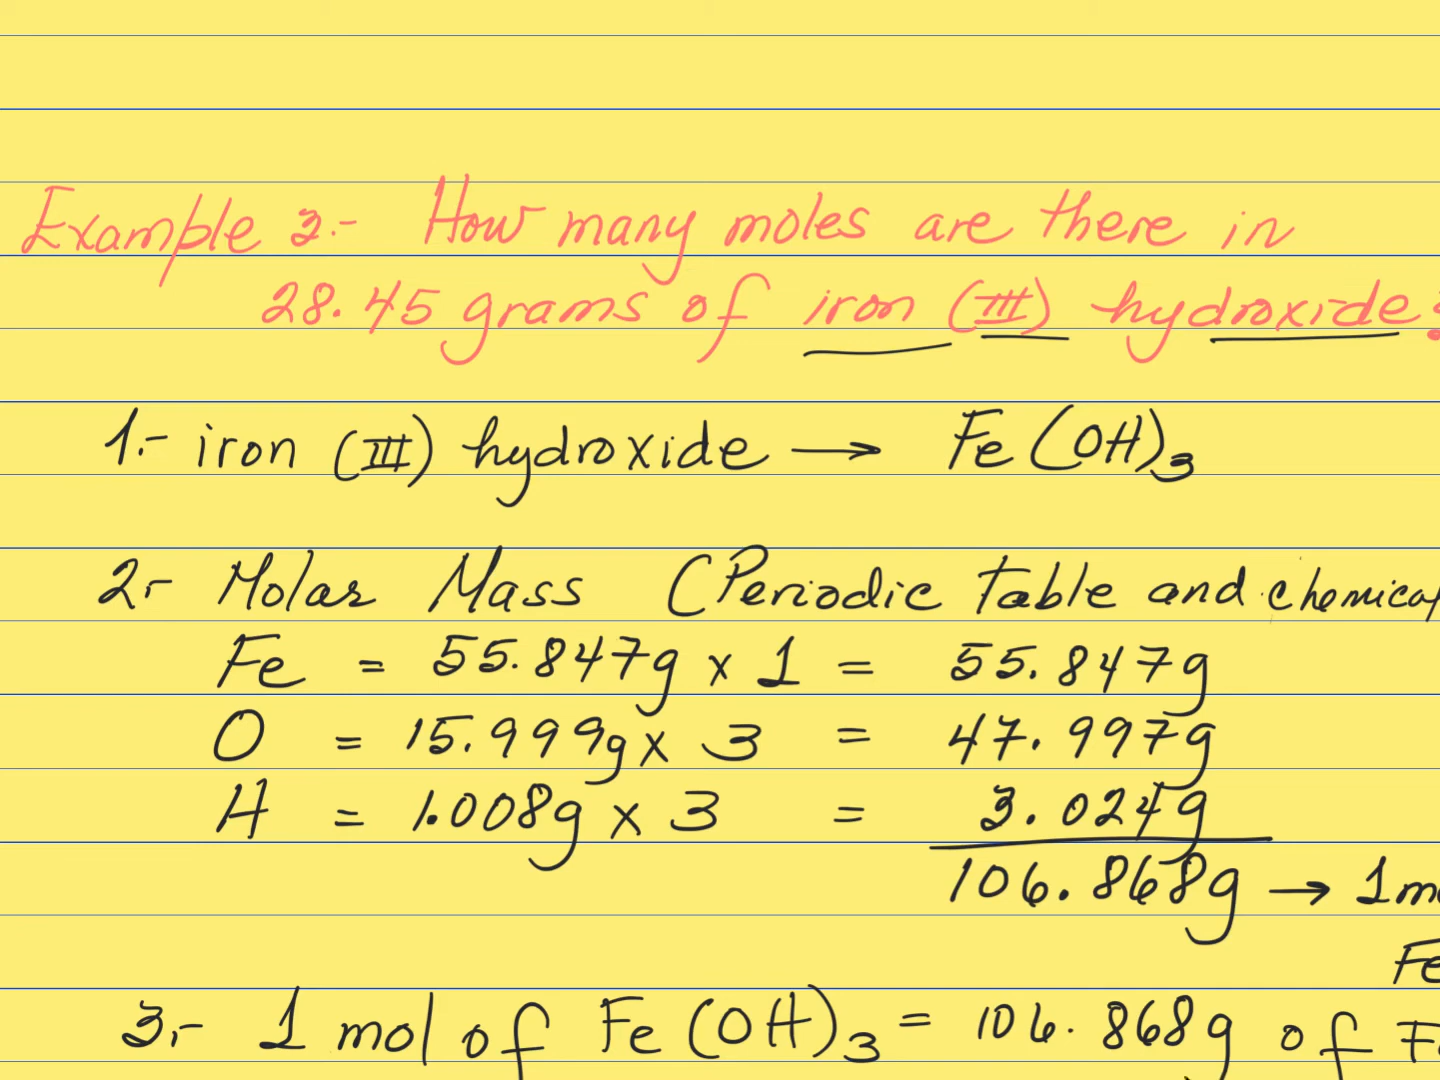 Example 3.- How many moles are there in
28.45 grams of iron (III) hydroxide?
1.- iron (III) hydroxide → Fe(OH)₃
2.- Molar Mass (Periodic table and chemical
Fe = 55.847g x 1 = 55.847g
O = 15.999g x 3 = 47.997g
H = 1.008g x 3 = 3.024g
106.868g → 1 m
Fe
3.- 1 mol of Fe(OH)₃ = 106.868g of F